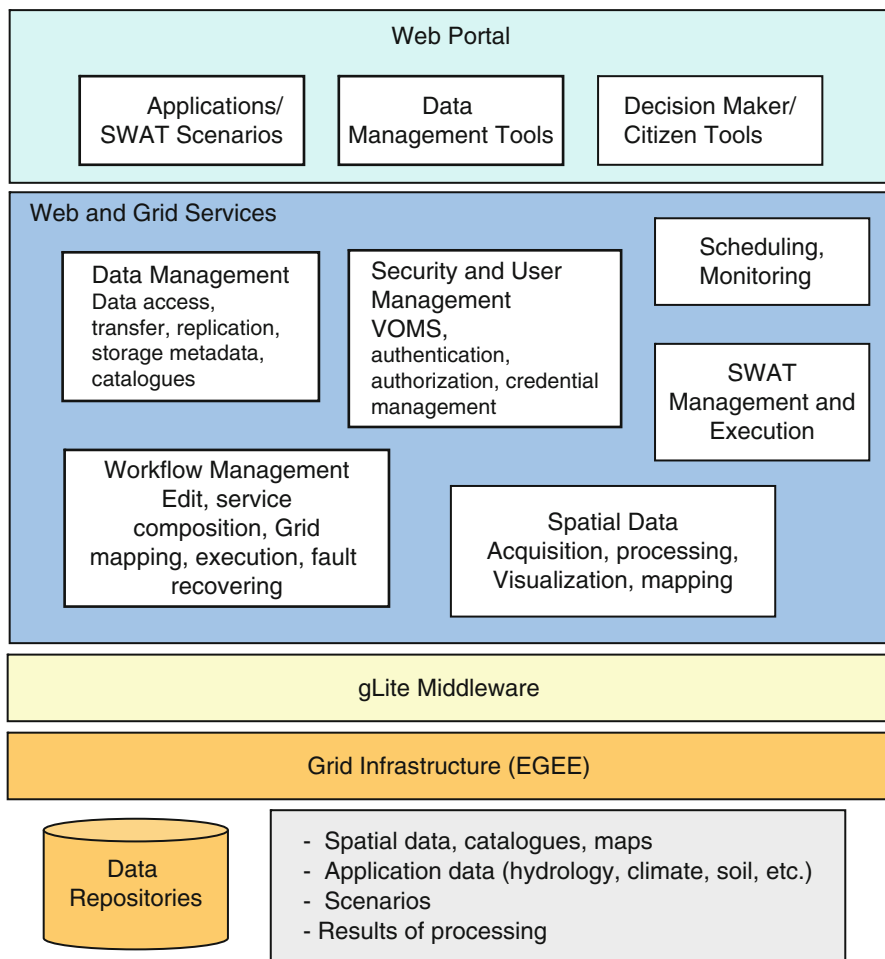 Web Portal
Applications/
SWAT Scenarios
Data
Management Tools
Decision Maker/
Citizen Tools
Web and Grid Services
Data Management
Data access,
transfer, replication,
storage metadata,
catalogues
Security and User
Management
VOMS,
authentication,
authorization, credential
management
Scheduling,
Monitoring
SWAT
Management and
Execution
Workflow Management
Edit, service
composition, Grid
mapping, execution, fault
recovering
Spatial Data
Acquisition, processing,
Visualization, mapping
gLite Middleware
Grid Infrastructure (EGEE)
Data
Repositories
- Spatial data, catalogues, maps
- Application data (hydrology, climate, soil, etc.)
- Scenarios
- Results of processing